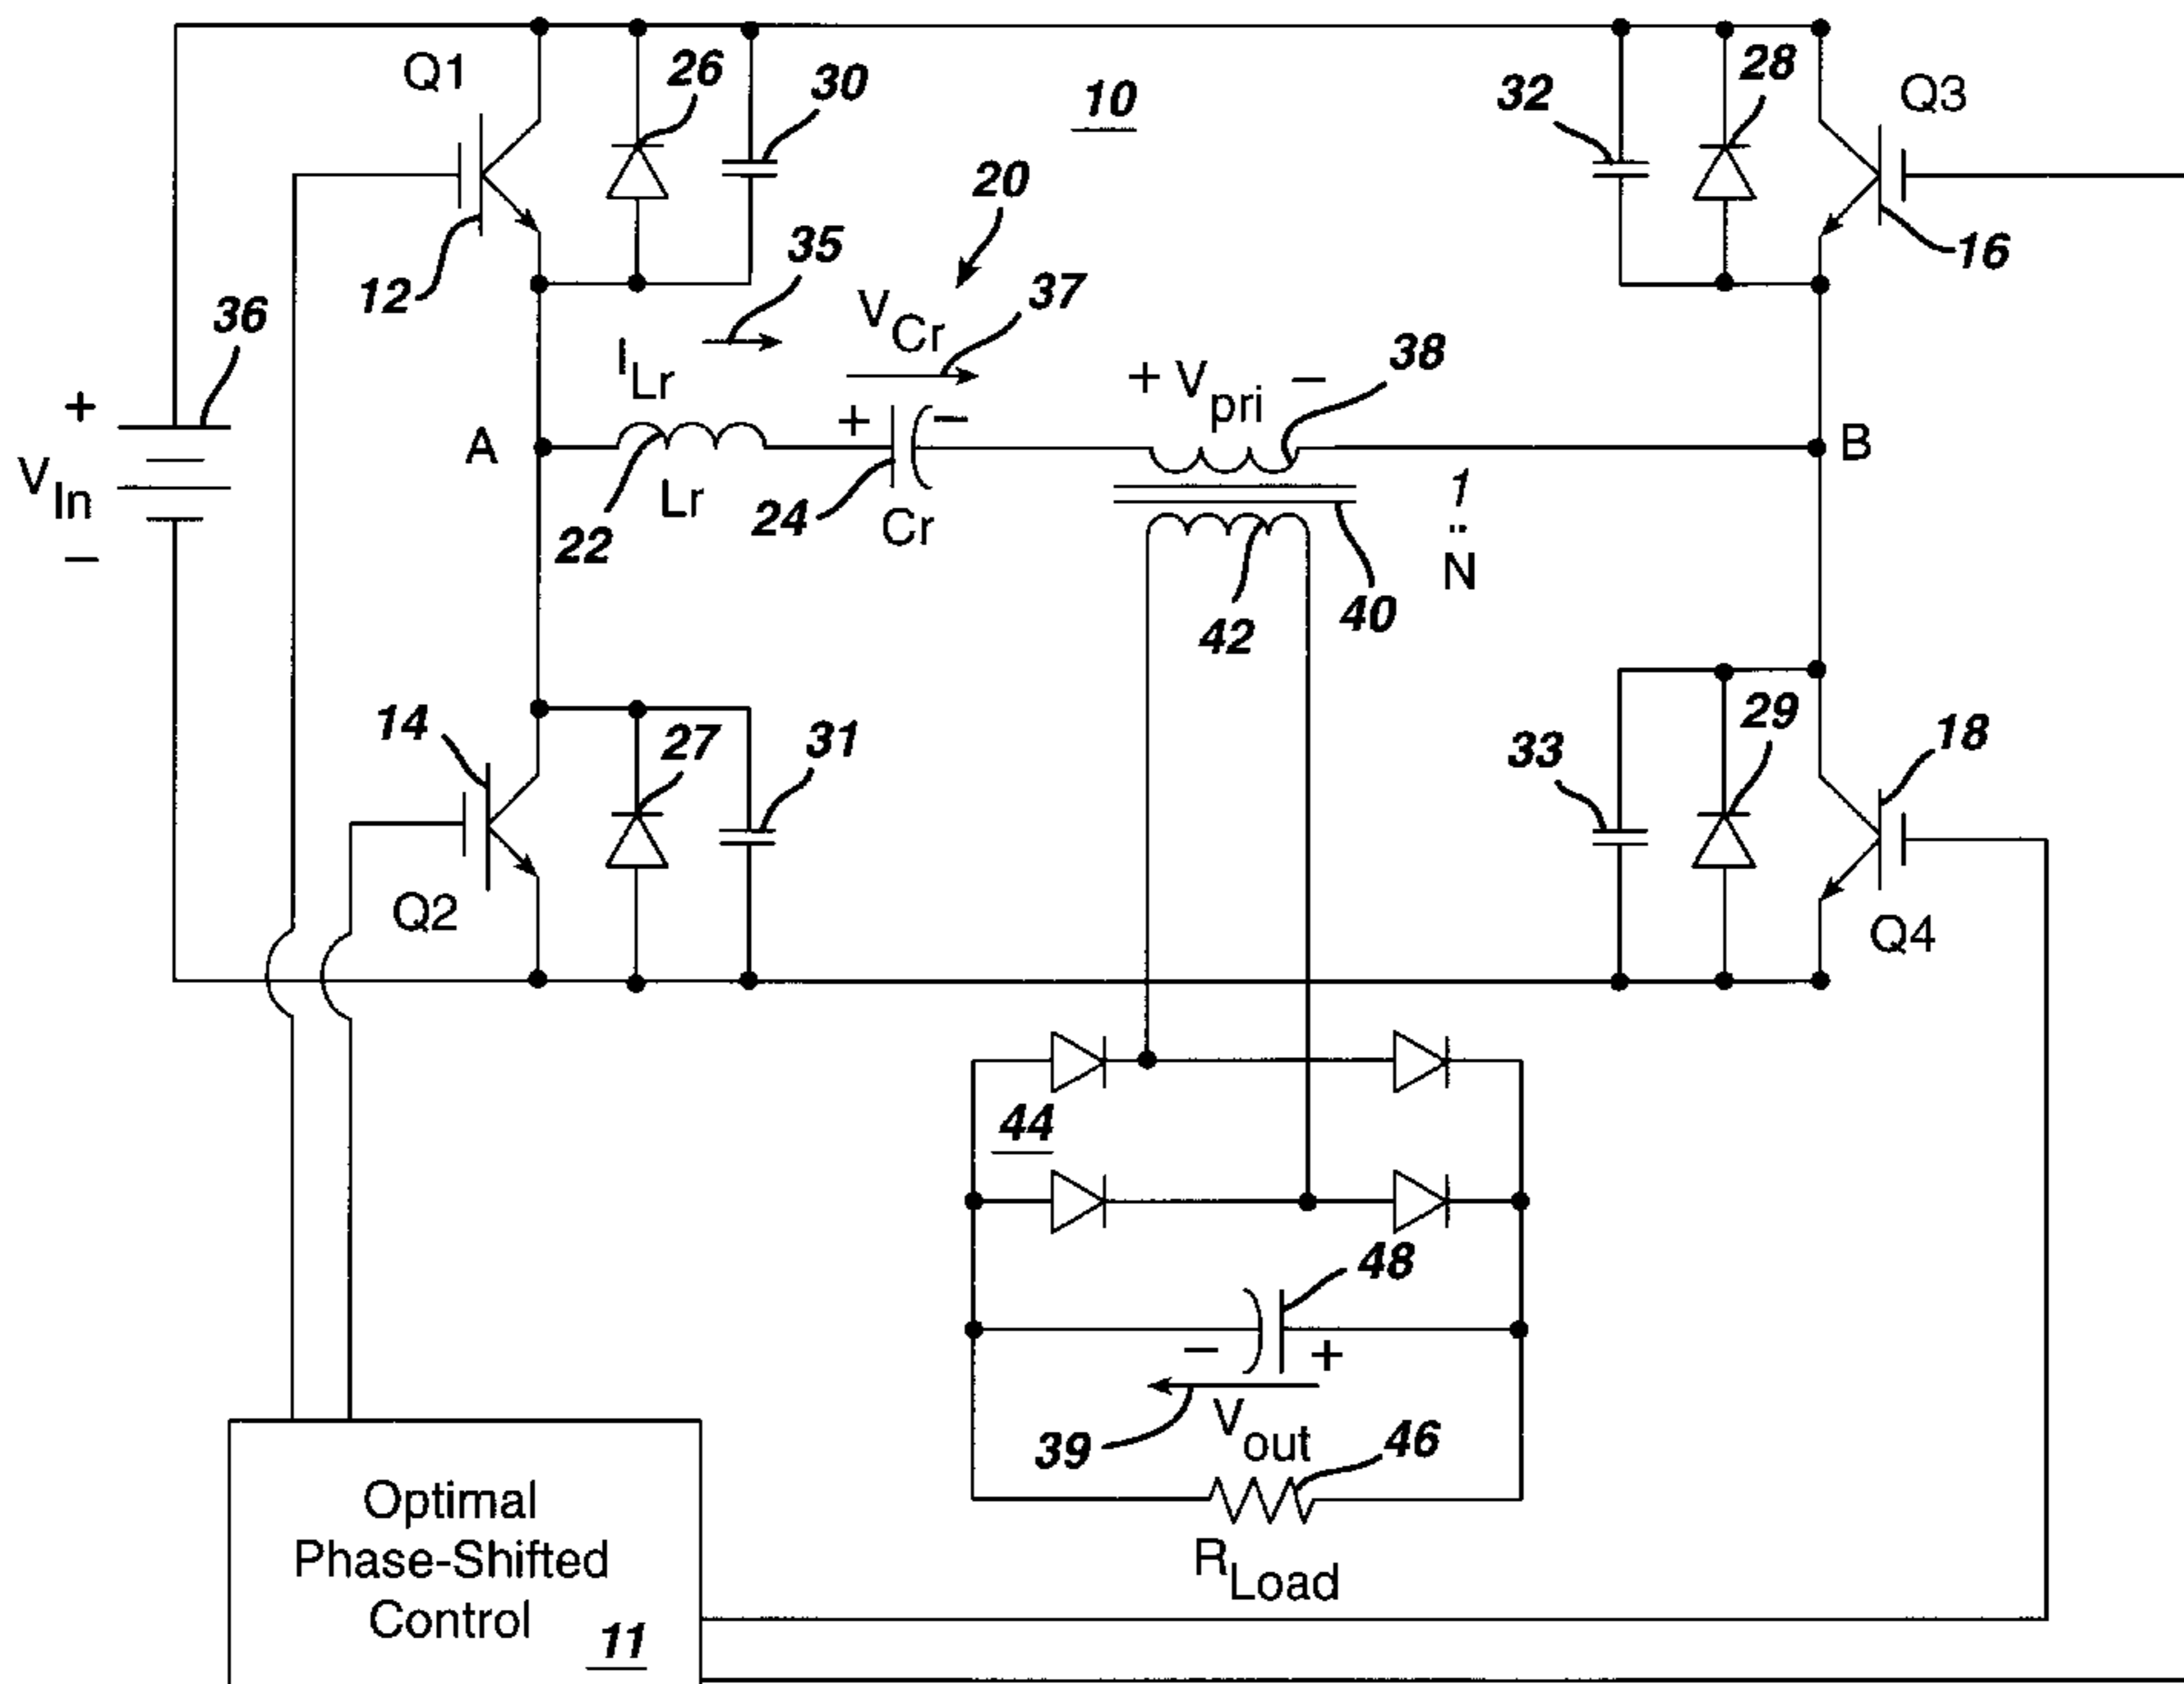 Q1
26
30
10
32
28
Q3
20
12
35
16
36
V Cr
37
I Lr
+ V pri −
38
+
+ −
A
B
V In
Lr
24
Cr
1
:
N
−
22
42
40
14
27
31
33
29
18
Q2
Q4
44
48
− +
39
V out
46
R Load
Optimal
Phase-Shifted
Control
11